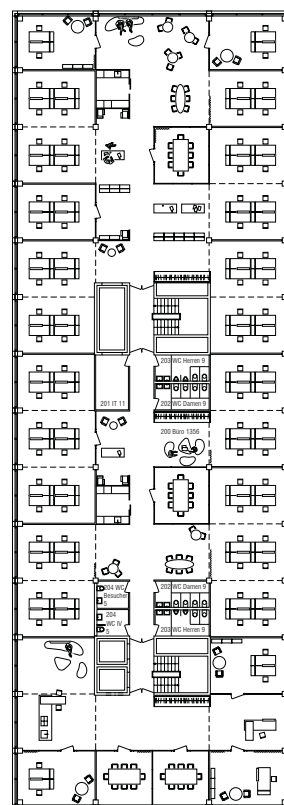 203 WC Herren 9
201 IT 11
202 WC Damen 9
200 Büro 1356
204 WC
Besucher
5
202 WC Damen 9
204
WC IV
5
203 WC Herren 9